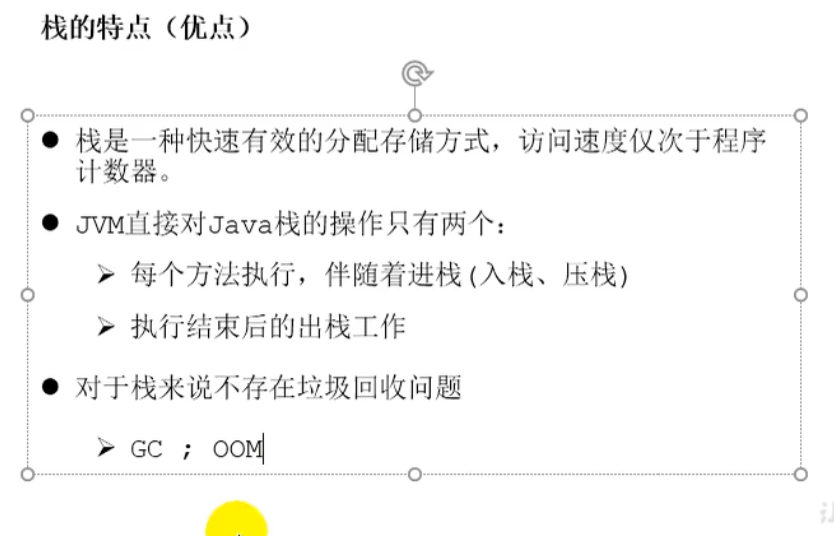 栈的特点（优点）
● 栈是一种快速有效的分配存储方式，访问速度仅次于程序
计数器。
● JVM直接对Java栈的操作只有两个：
➢ 每个方法执行，伴随着进栈(入栈、压栈)
➢ 执行结束后的出栈工作
● 对于栈来说不存在垃圾回收问题
➢ GC ; OOM